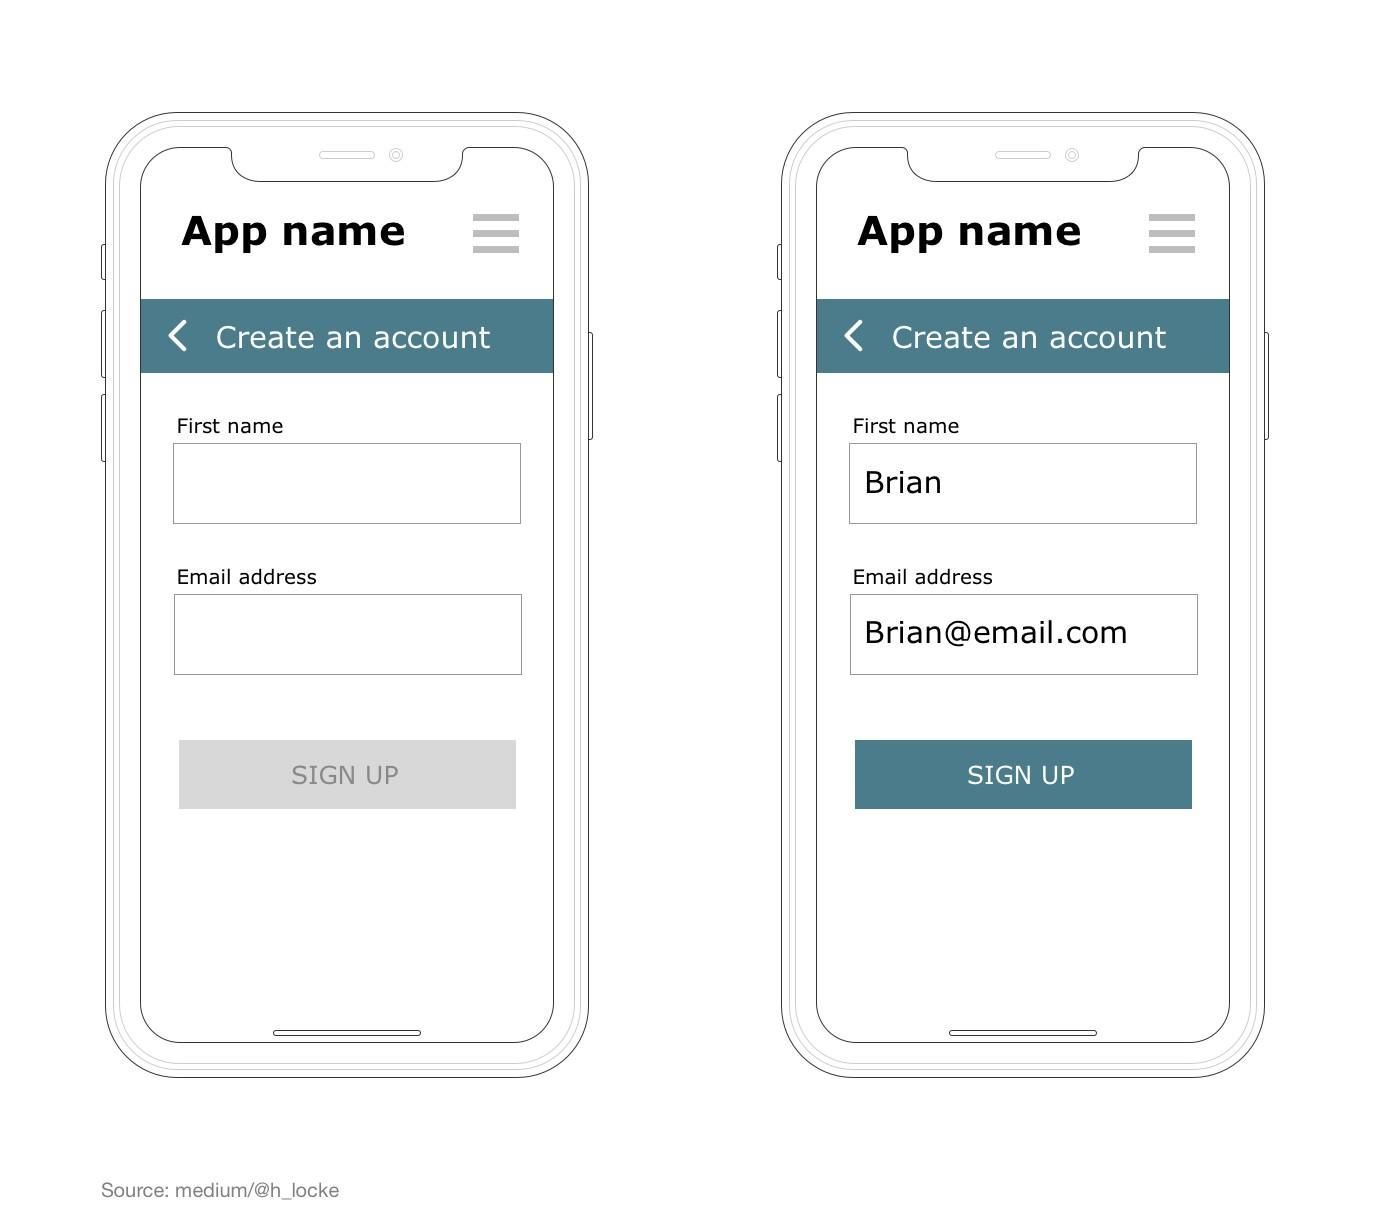 App name
Create an account
First name
Email address
SIGN UP
App name
Create an account
First name
Brian
Email address
Brian@email.com
SIGN UP
Source: medium/@h_locke